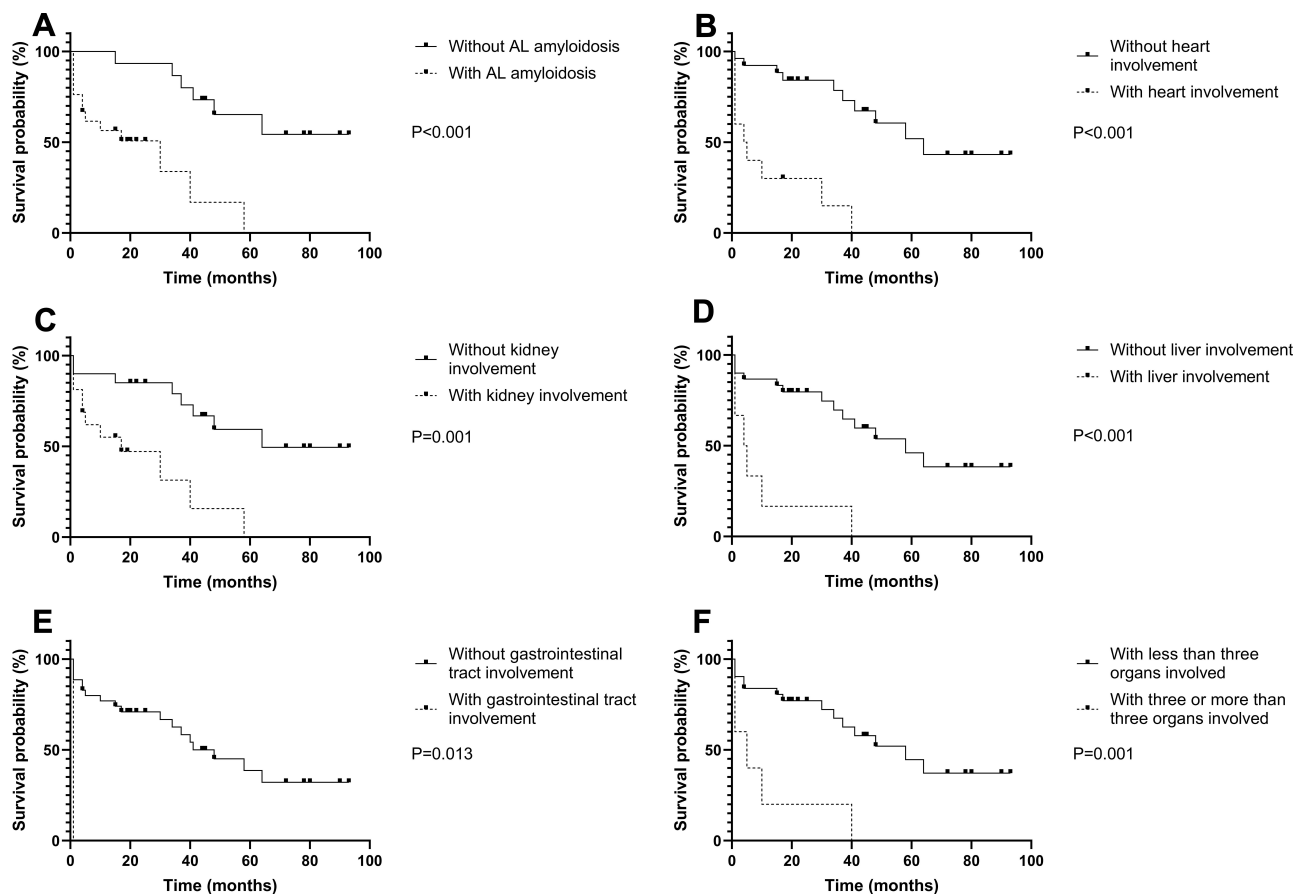 A
Survival probability (%)
100
50
0
0 20 40 60 80 100
Time (months)
Without AL amyloidosis
With AL amyloidosis
P<0.001
B
Survival probability (%)
100
50
0
0 20 40 60 80 100
Time (months)
Without heart
involvement
With heart involvement
P<0.001
C
Survival probability (%)
100
50
0
0 20 40 60 80 100
Time (months)
Without kidney
involvement
With kidney involvement
P=0.001
D
Survival probability (%)
100
50
0
0 20 40 60 80 100
Time (months)
Without liver involvement
With liver involvement
P<0.001
E
Survival probability (%)
100
50
0
0 20 40 60 80 100
Time (months)
Without gastrointestinal
tract involvement
With gastrointestinal tract
involvement
P=0.013
F
Survival probability (%)
100
50
0
0 20 40 60 80 100
Time (months)
With less than three
organs involved
With three or more than
three organs involved
P=0.001